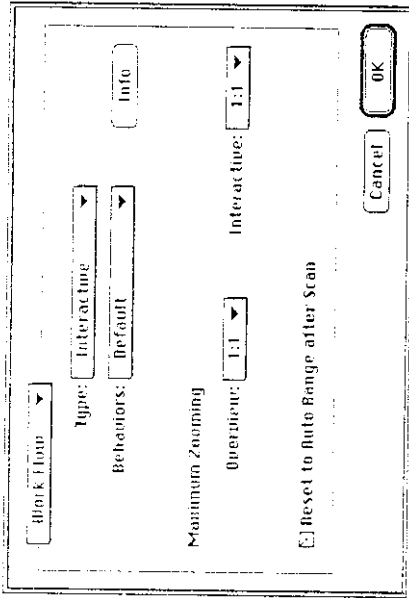 Work Flow
Type: Interactive
Behaviors: Default Info
Maximum Zooming
Overview: 1:1 Interactive: 1:1
Reset to Auto Range after Scan
Cancel OK